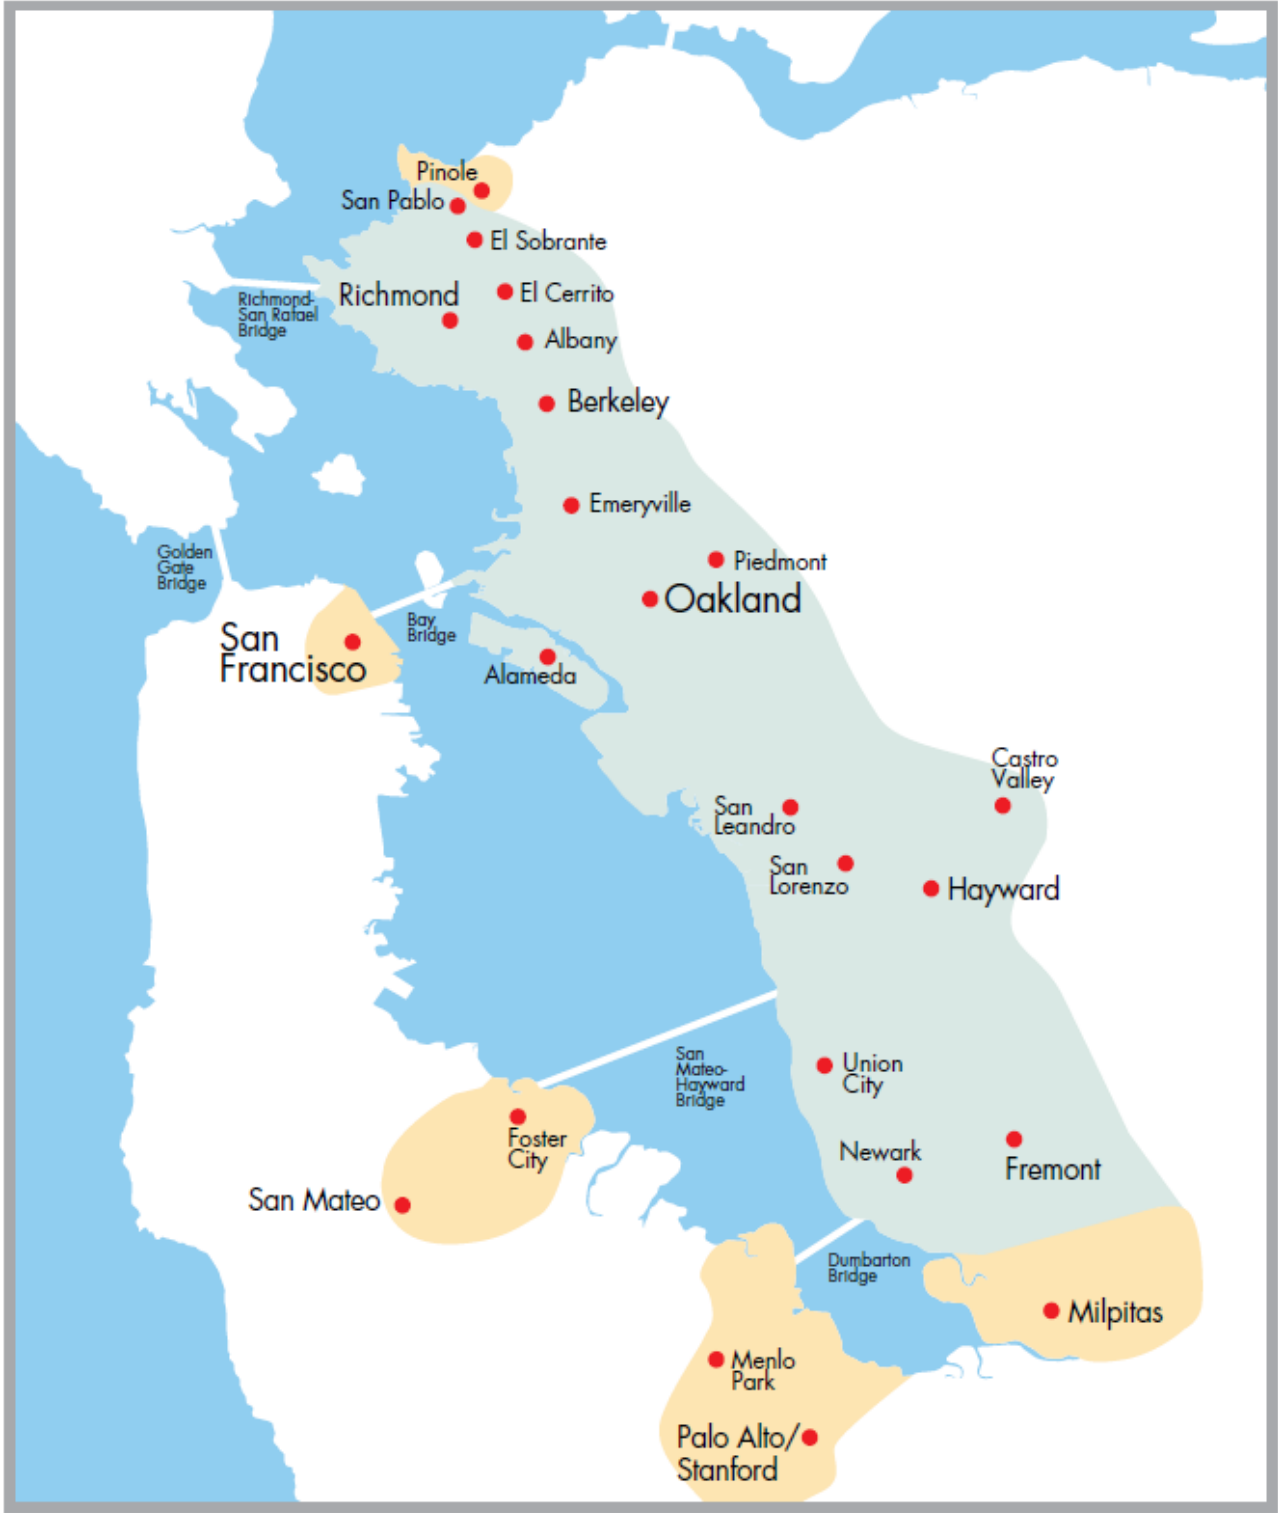 Pinole
San Pablo
El Sobrante
Richmond
El Cerrito
Richmond-
San Rafael
Bridge
Albany
Berkeley
Emeryville
Golden
Gate
Bridge
Piedmont
Oakland
San
Francisco
Bay
Bridge
Alameda
Castro
Valley
San
Leandro
San
Lorenzo
Hayward
San
Mateo-
Hayward
Bridge
Union
City
Foster
City
Newark
Fremont
San Mateo
Dumbarton
Bridge
Milpitas
Menlo
Park
Palo Alto/
Stanford